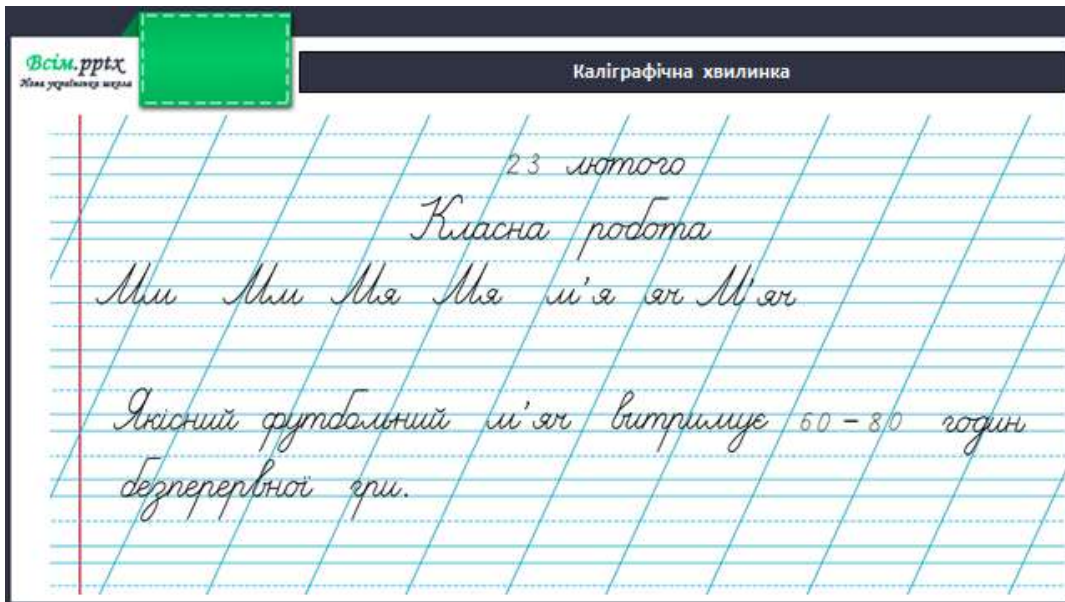 Всім.pptx
Нова українська школа
Каліграфічна хвилинка
23 лютого
Класна робота
Мм Мм Мя Мя м'я яч М'яч
Якісний футбольний м'яч витримує 60 – 80 годин
безперервної гри.